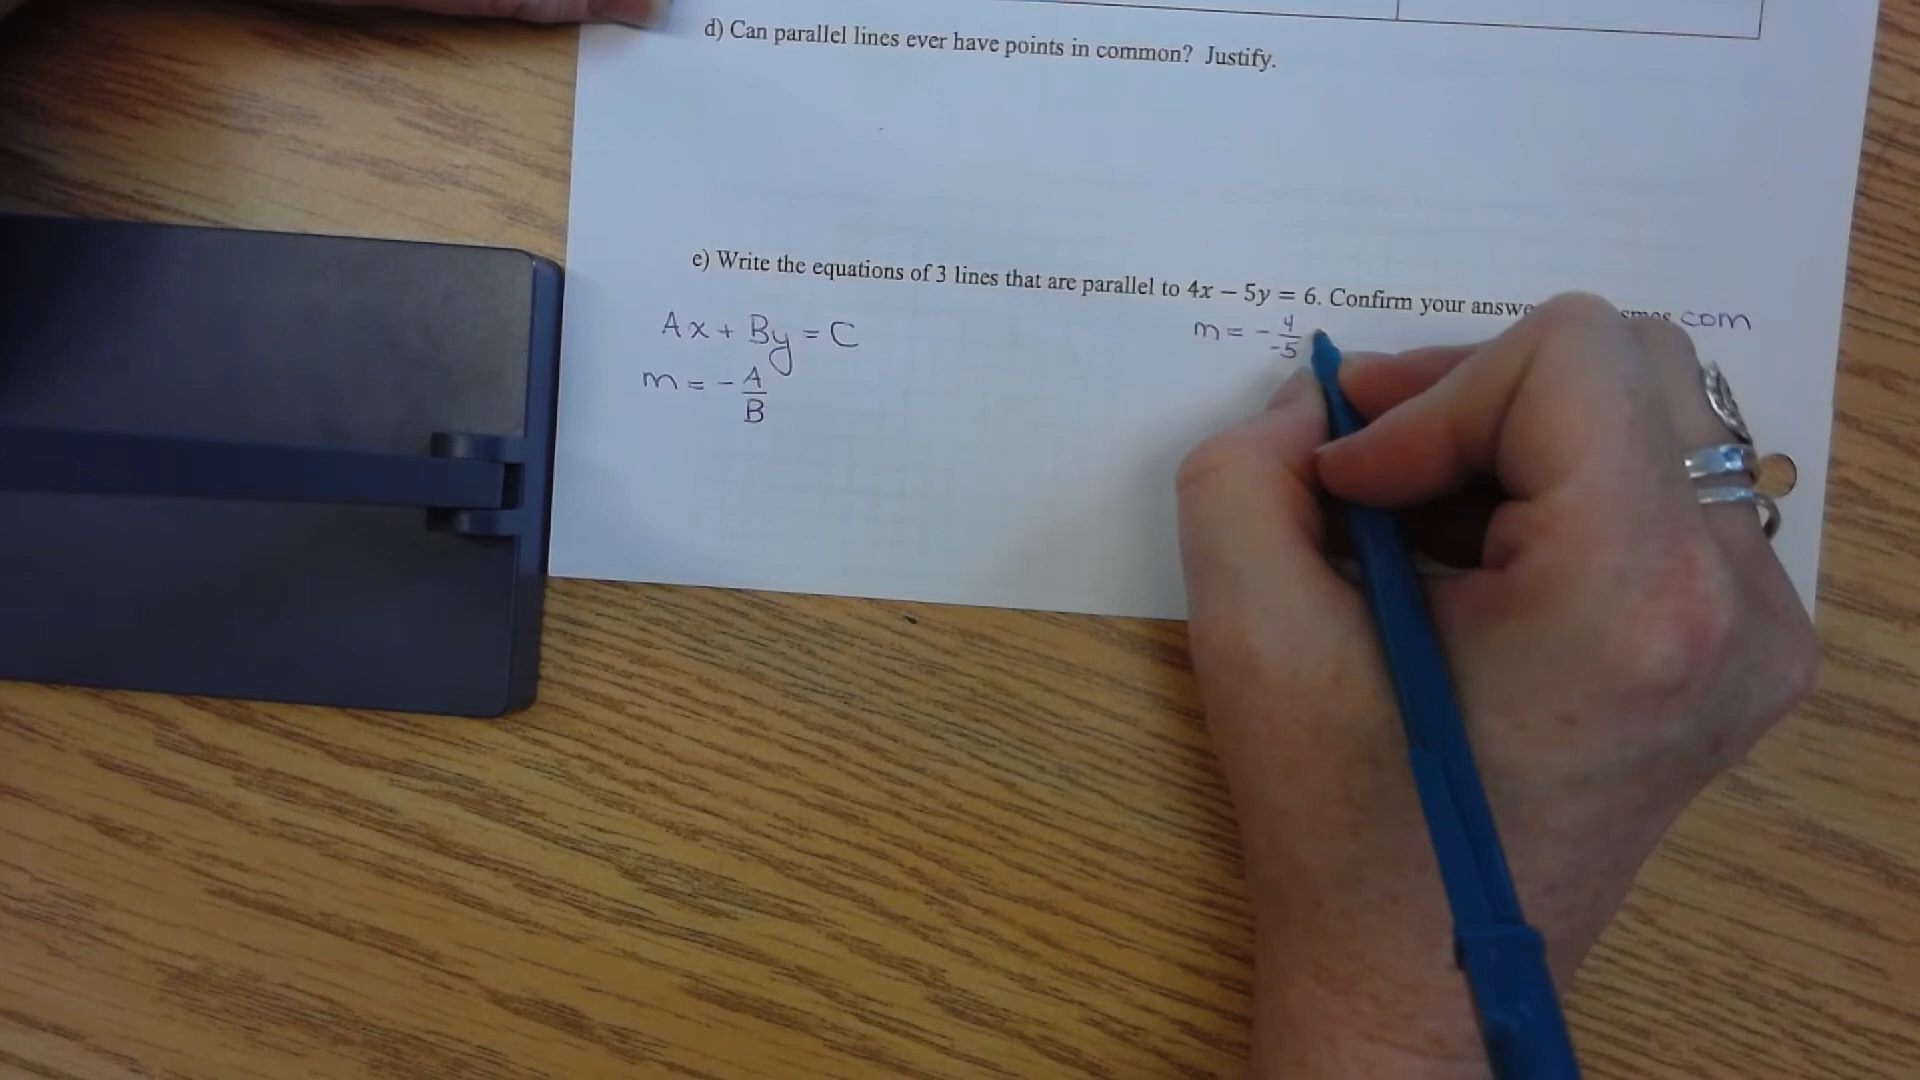 d) Can parallel lines ever have points in common? Justify.
e) Write the equations of 3 lines that are parallel to 4x – 5y = 6. Confirm your com
Ax + By = C
m = - A/B
m = - 4/-5